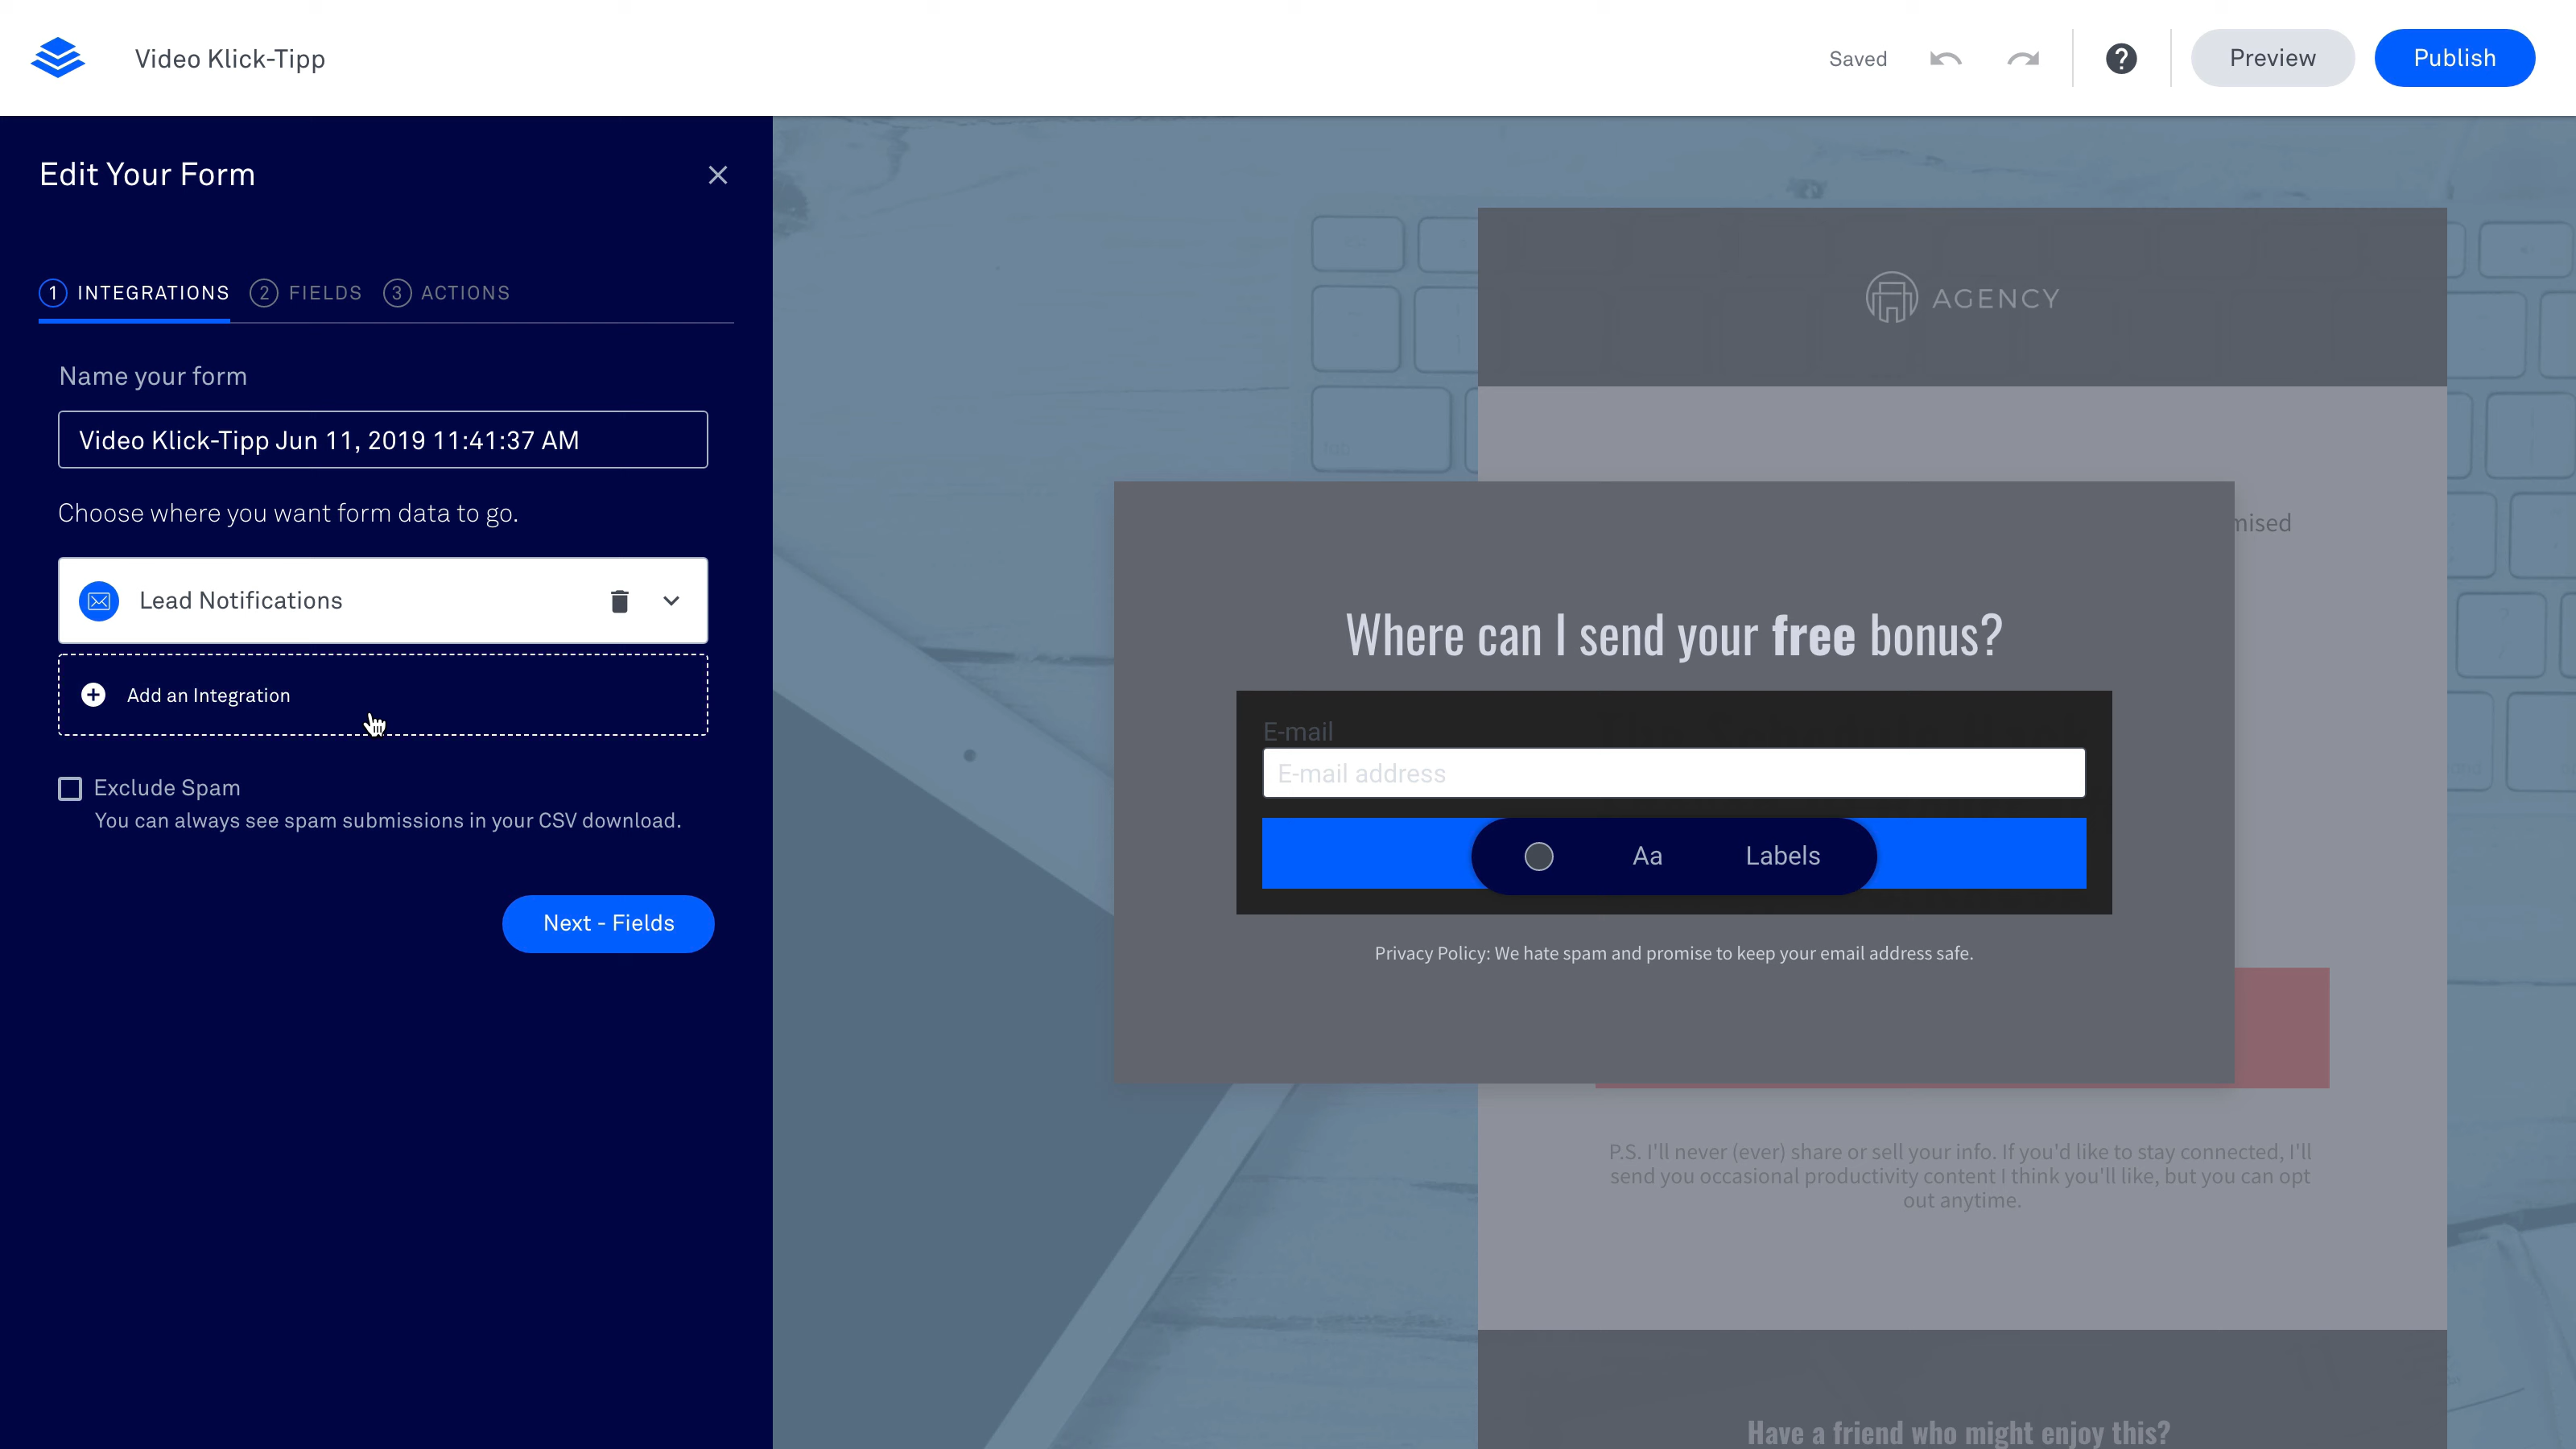 Video Klick-Tipp
Saved
Preview
Publish
Edit Your Form
1 INTEGRATIONS 2 FIELDS 3 ACTIONS
Name your form
Video Klick-Tipp Jun 11, 2019 11:41:37 AM
Choose where you want form data to go.
Lead Notifications
Add an Integration
Exclude Spam
You can always see spam submissions in your CSV download.
Next - Fields
AGENCY
Where can I send your free bonus?
E-mail
E-mail address
Aa
Labels
Privacy Policy: We hate spam and promise to keep your email address safe.
P.S. I'll never (ever) share or sell your info. If you'd like to stay connected, I'll
send you occasional productivity content I think you'll like, but you can opt
out anytime.
Have a friend who might enjoy this?